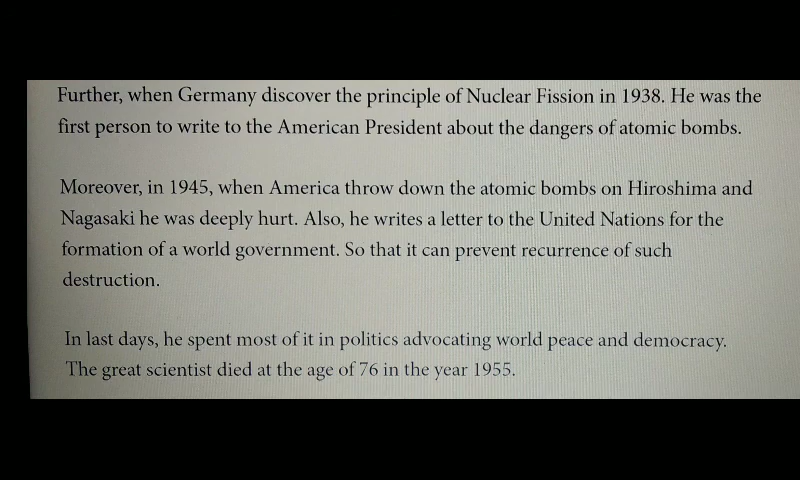 Further, when Germany discover the principle of Nuclear Fission in 1938. He was the
first person to write to the American President about the dangers of atomic bombs.
Moreover, in 1945, when America throw down the atomic bombs on Hiroshima and
Nagasaki he was deeply hurt. Also, he writes a letter to the United Nations for the
formation of a world government. So that it can prevent recurrence of such
destruction.
In last days, he spent most of it in politics advocating world peace and democracy.
The great scientist died at the age of 76 in the year 1955.